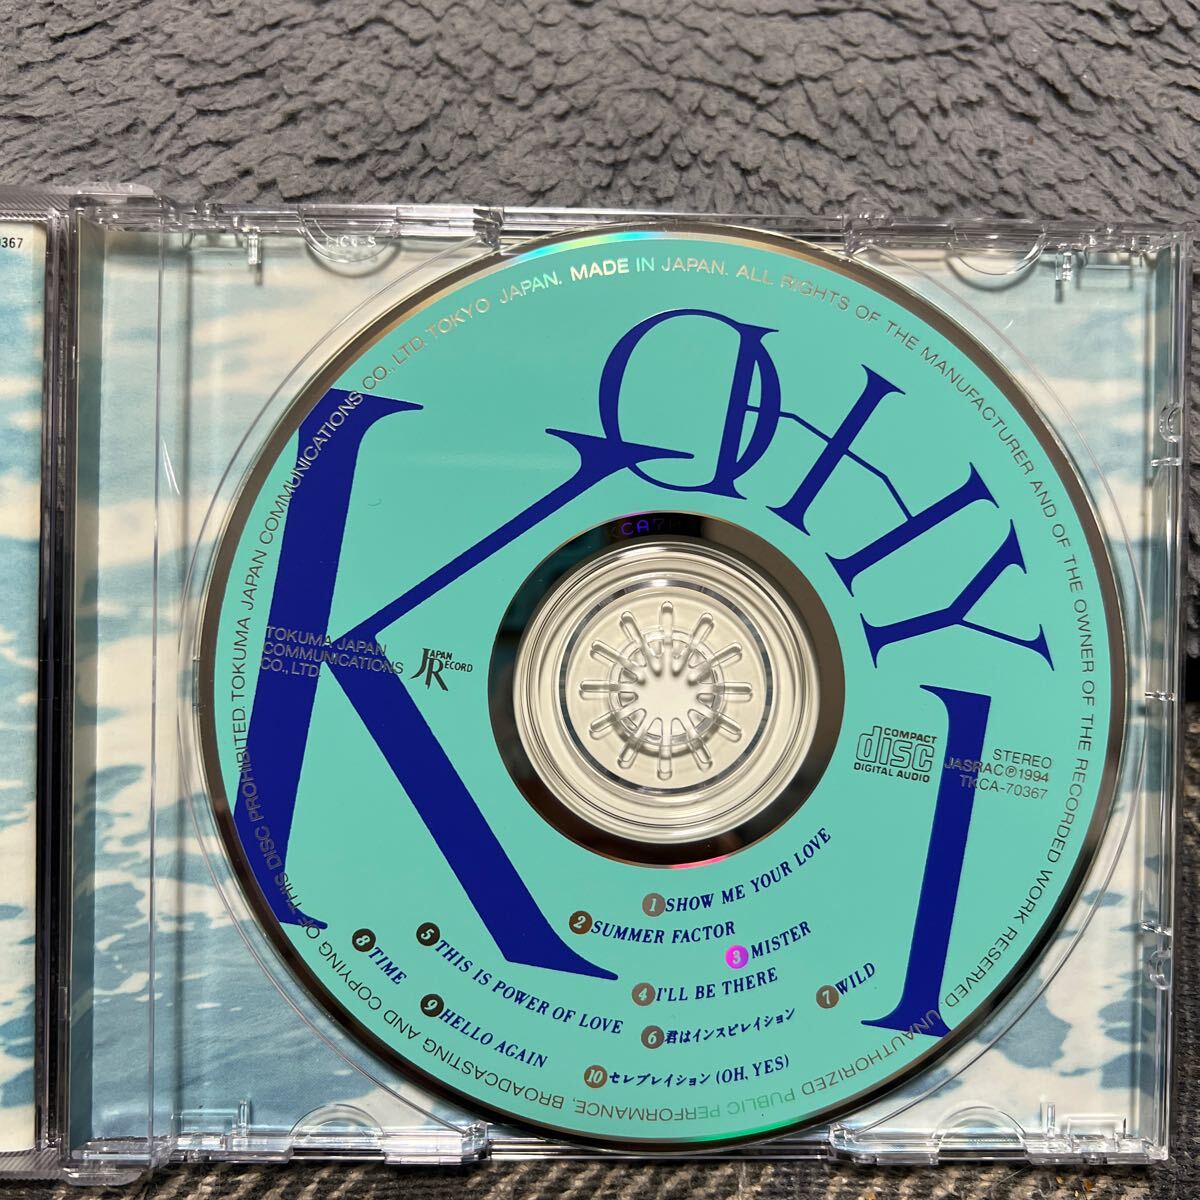 0367
TOKUMA JAPAN COMMUNICATIONS CO., LTD. TOKYO JAPAN. MADE IN JAPAN. ALL RIGHTS OF THE MANUFACTURER AND OF THE OWNER OF THE RECORDED WORK RESERVED. UNAUTHORIZED PUBLIC PERFORMANCE, BROADCASTING AND COPYING OF THIS DISC PROHIBITED.
KOHYI
TOKUMA JAPAN
COMMUNICATIONS
CO., LTD.
JAPAN
RECORD
COMPACT
disc
DIGITAL AUDIO
STEREO
JASRAC Ⓟ1994
TKCA-70367
1 SHOW ME YOUR LOVE
2 SUMMER FACTOR
3 MISTER
4 I'LL BE THERE
5 THIS IS POWER OF LOVE
6 君はインスピレイション
7 WILD
8 TIME
9 HELLO AGAIN
10 セレブレイション (OH, YES)